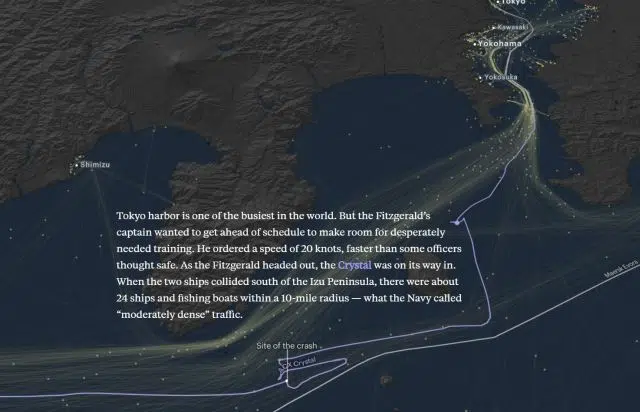 Tokyo
Kawasaki
Yokohama
Yokosuka
Shimizu
Tokyo harbor is one of the busiest in the world. But the Fitzgerald's
captain wanted to get ahead of schedule to make room for desperately
needed training. He ordered a speed of 20 knots, faster than some officers
thought safe. As the Fitzgerald headed out, the Crystal was on its way in.
When the two ships collided south of the Izu Peninsula, there were about
24 ships and fishing boats within a 10-mile radius — what the Navy called
“moderately dense” traffic.
Maersk Evora
Site of the crash
ACX Crystal